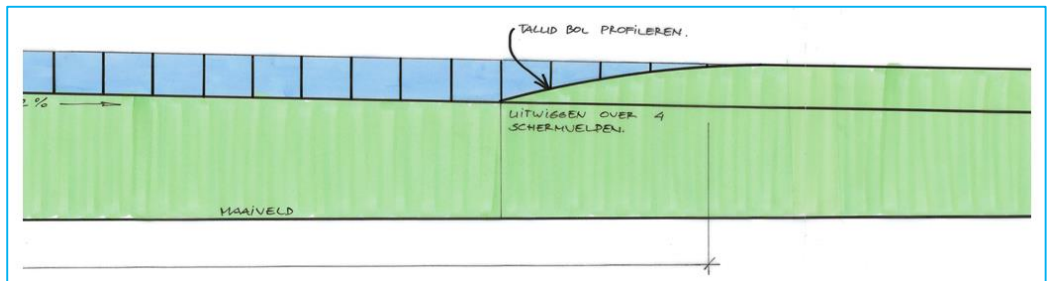 TALUD BOL PROFILEREN.
2%
UITWIGGEN OVER 4
SCHERMVELDEN.
MAAIVELD